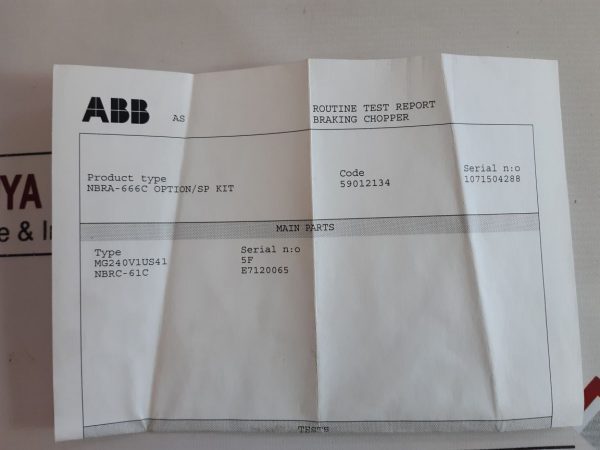 ABB AS
ROUTINE TEST REPORT
BRAKING CHOPPER
Product type
NBRA-666C OPTION/SP KIT
Code
59012134
Serial n:o
1071504288
MAIN PARTS
Type
MG240V1US41
NBRC-61C
Serial n:o
5F
E7120065
TESTS
YA
e & I